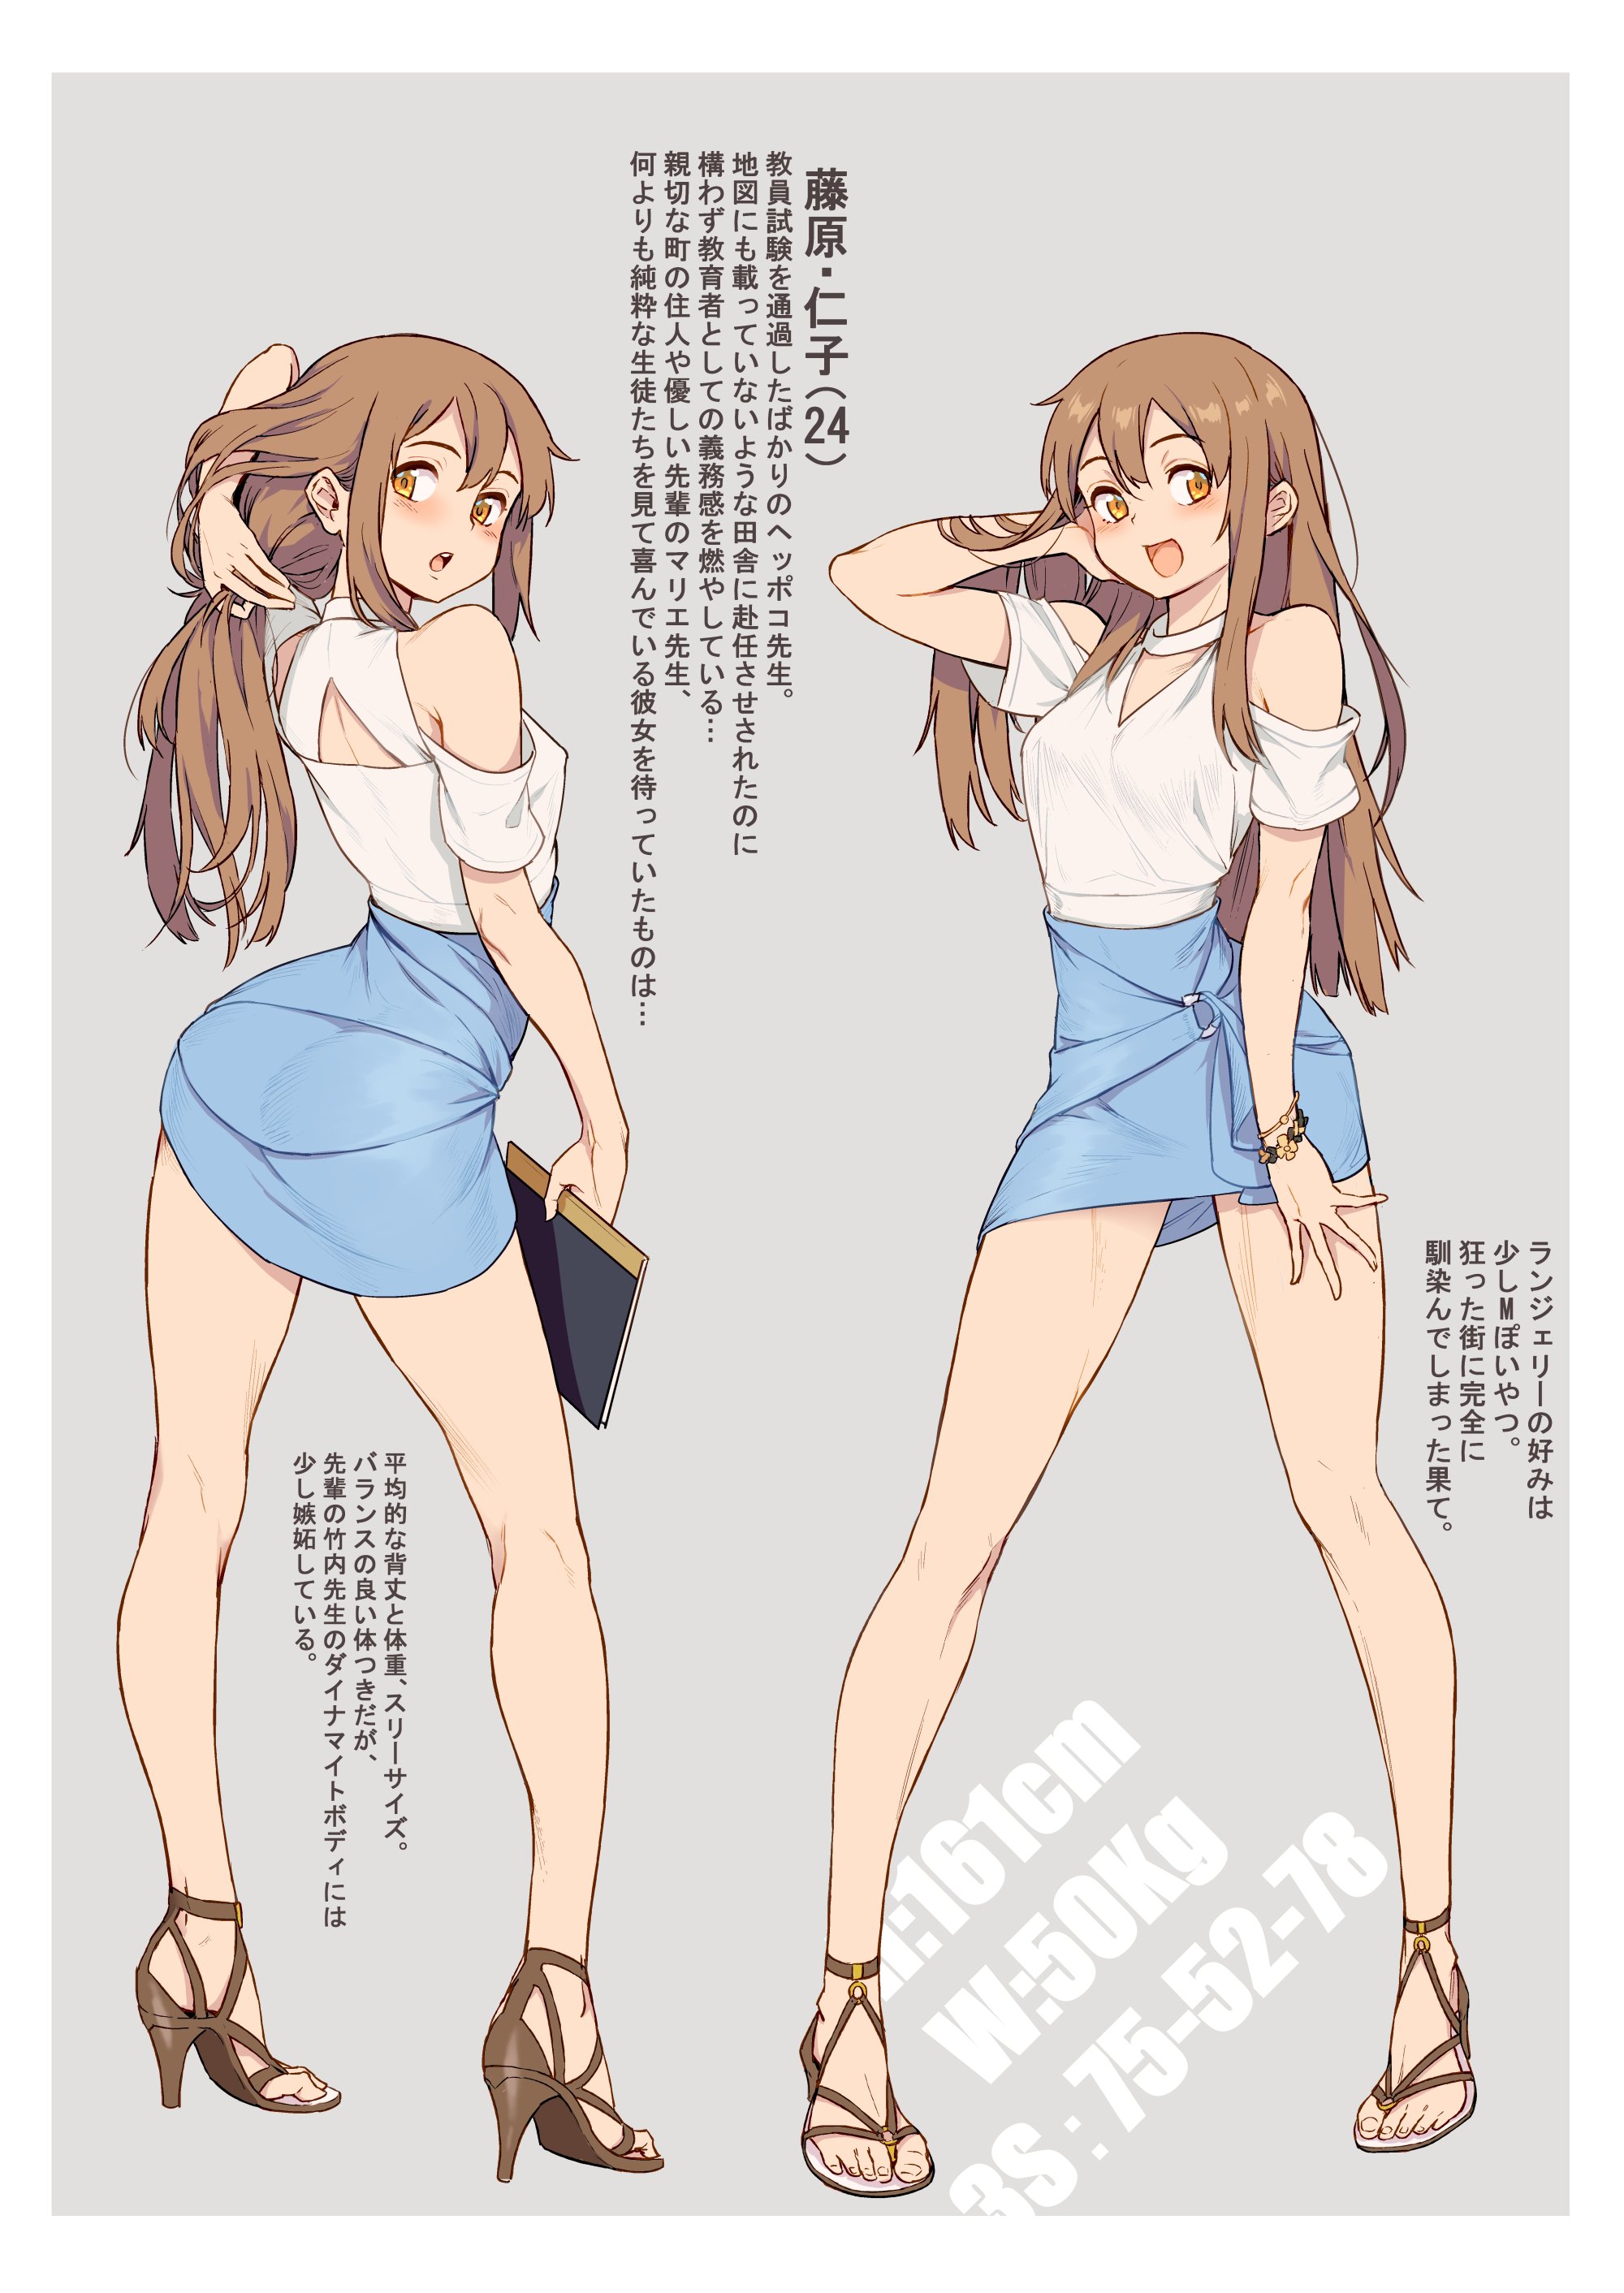 藤原・仁子(24)
教員試験を通過したばかりのヘッポコ先生。
地図にも載っていないような田舎に赴任させされたのに
構わず教育者としての義務感を燃やしている…
親切な町の住人や優しい先輩のマリエ先生、
何よりも純粋な生徒たちを見て喜んでいる彼女を待っていたものは…
ランジェリーの好みは
少しMぽいやつ。
狂った街に完全に
馴染んでしまった果て。
平均的な背丈と体重、スリーサイズ。
バランスの良い体つきだが、
先輩の竹内先生のダイナマイトボディには
少し嫉妬している。
H:161cm
W:50Kg
3S:75-52-78